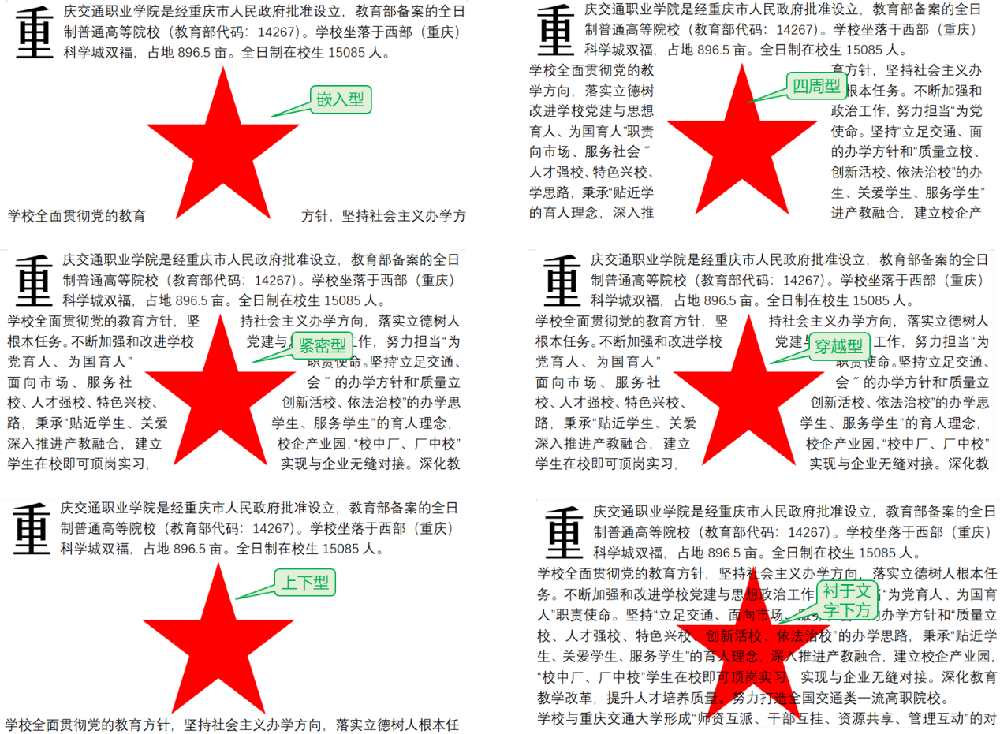 重
庆交通职业学院是经重庆市人民政府批准设立，教育部备案的全日
制普通高等院校（教育部代码：14267）。学校坐落于西部（重庆）
科学城双福，占地 896.5 亩。全日制在校生 15085 人。
嵌入型
学校全面贯彻党的教育 方针，坚持社会主义办学方
重
庆交通职业学院是经重庆市人民政府批准设立，教育部备案的全日
制普通高等院校（教育部代码：14267）。学校坐落于西部（重庆）
科学城双福，占地 896.5 亩。全日制在校生 15085 人。
学校全面贯彻党的教 育方针，坚持社会主义办
四周型
学方向，落实立德树 根本任务。不断加强和
改进学校党建与思想 政治工作，努力担当“为党
育人、为国育人”职责 使命。坚持“立足交通、面
向市场、服务社会〞 的办学方针和“质量立校、
人才强校、特色兴校、 创新活校、依法治校”的办
学思路，秉承“贴近学 生、关爱学生、服务学生”
的育人理念，深入推 进产教融合，建立校企产
重
庆交通职业学院是经重庆市人民政府批准设立，教育部备案的全日
制普通高等院校（教育部代码：14267）。学校坐落于西部（重庆）
科学城双福，占地 896.5 亩。全日制在校生 15085 人。
学校全面贯彻党的教育方针，坚 持社会主义办学方向，落实立德树人
根本任务。不断加强和改进学校 党建与 工作，努力担当“为
紧密型
党育人、为国育人” 职责使命。坚持“立足交通、
面向市场、服务社 会〞的办学方针和“质量立
校、人才强校、特色兴校、 创新活校、依法治校”的办学思
路，秉承“贴近学生、关爱 学生、服务学生”的育人理念，
深入推进产教融合，建立 校企产业园，“校中厂、厂中校”
学生在校即可顶岗实习， 实现与企业无缝对接。深化教
重
庆交通职业学院是经重庆市人民政府批准设立，教育部备案的全日
制普通高等院校（教育部代码：14267）。学校坐落于西部（重庆）
科学城双福，占地 896.5 亩。全日制在校生 15085 人。
学校全面贯彻党的教育方针，坚 持社会主义办学方向，落实立德树人
根本任务。不断加强和改进学校 党建 工作，努力担当“为
穿越型
党育人、为国育人” 职责使命。坚持“立足交通、
面向市场、服务社 会〞的办学方针和“质量立
校、人才强校、特色兴校、 创新活校、依法治校”的办学思
路，秉承“贴近学生、关爱 学生、服务学生”的育人理念，
深入推进产教融合，建立 校企产业园，“校中厂、厂中校”
学生在校即可顶岗实习， 实现与企业无缝对接。深化教
重
庆交通职业学院是经重庆市人民政府批准设立，教育部备案的全日
制普通高等院校（教育部代码：14267）。学校坐落于西部（重庆）
科学城双福，占地 896.5 亩。全日制在校生 15085 人。
上下型
学校全面贯彻党的教育方针，坚持社会主义办学方向，落实立德树人根本任
重
庆交通职业学院是经重庆市人民政府批准设立，教育部备案的全日
制普通高等院校（教育部代码：14267）。学校坐落于西部（重庆）
科学城双福，占地 896.5 亩。全日制在校生 15085 人。
学校全面贯彻党的教育方针，坚持社会主义办学方向，落实立德树人根本任
务。不断加强和改进学校党建与思想政治工作 “为党育人、为国育
衬于文
字下方
人”职责使命。坚持“立足交通、面向市场、 办学方针和“质量立
校、人才强校、特色兴校、创新活校、依法治校”的办学思路，秉承“贴近学
生、关爱学生、服务学生”的育人理念，深入推进产教融合，建立校企产业园，
“校中厂、厂中校”学生在校即可顶岗实习，实现与企业无缝对接。深化教育
教学改革，提升人才培养质量。努力打造全国交通类一流高职院校。
学校与重庆交通大学形成“师资互派、干部互挂、资源共享、管理互动”的对